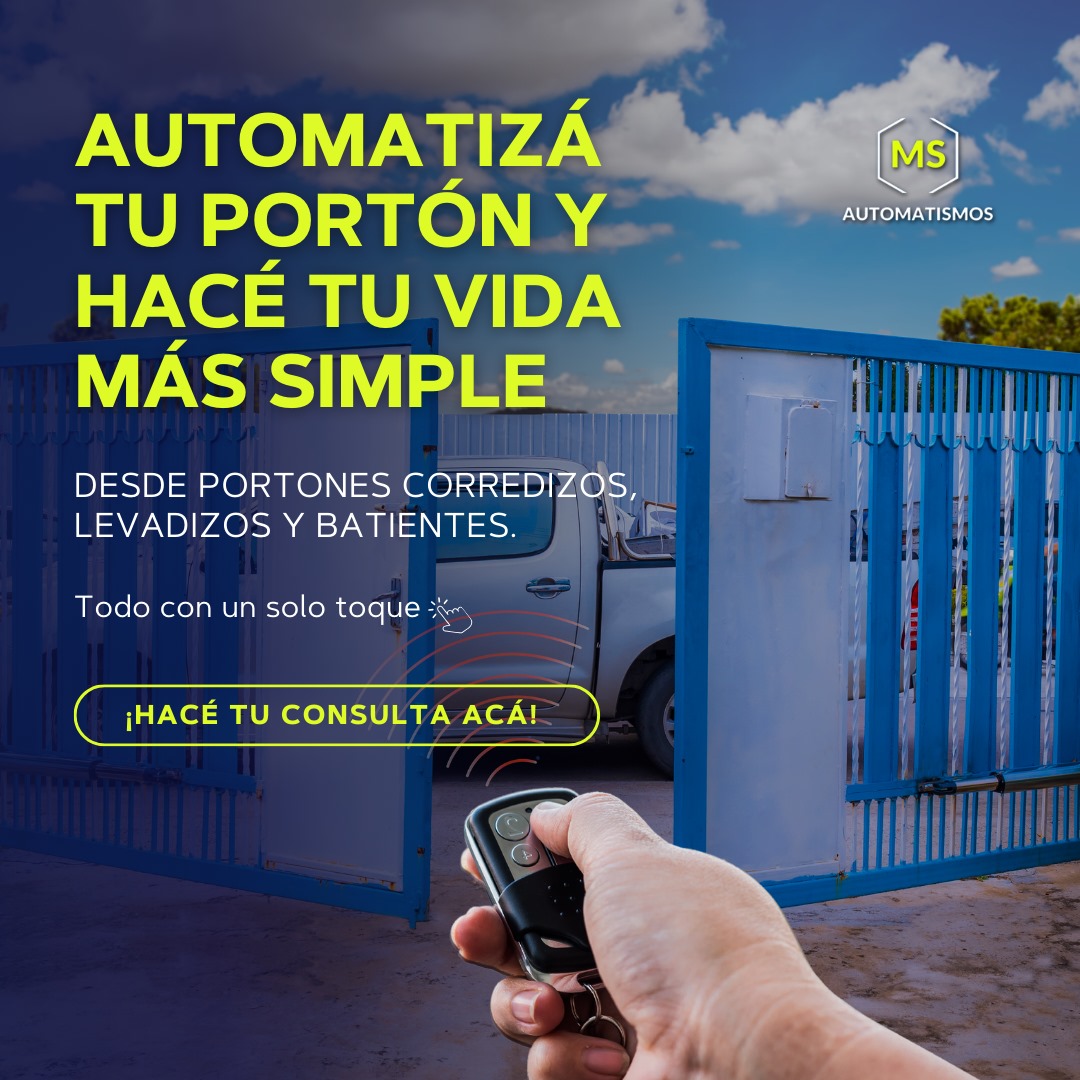 AUTOMATIZÁ
TU PORTÓN Y
HACÉ TU VIDA
MÁS SIMPLE
MS
AUTOMATISMOS
DESDE PORTONES CORREDIZOS,
LEVADIZOS Y BATIENTES.
Todo con un solo toque
¡HACÉ TU CONSULTA ACÁ!